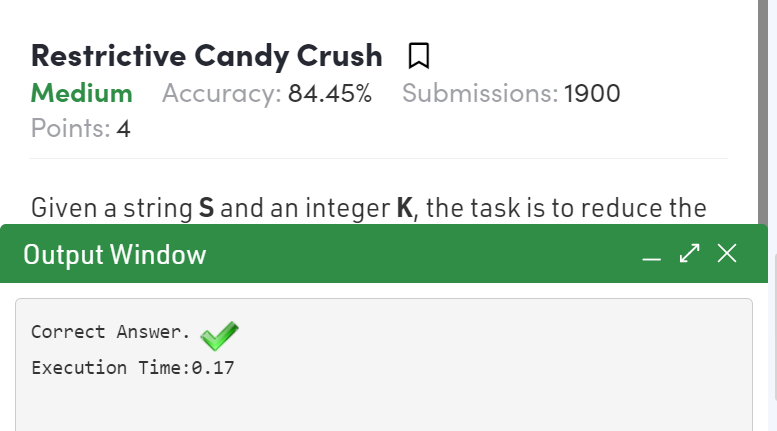 Restrictive Candy Crush
Medium Accuracy: 84.45% Submissions: 1900
Points: 4
Given a string S and an integer K, the task is to reduce the
Output Window
Correct Answer.
Execution Time:0.17